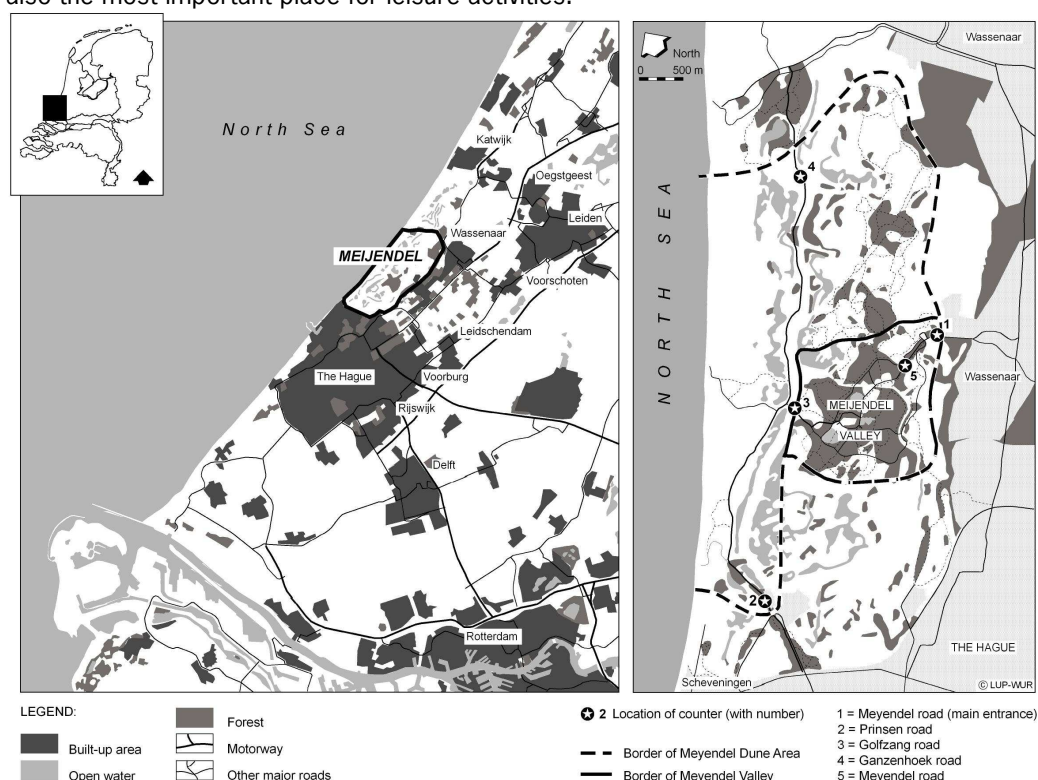 also the most important place for leisure activities.
North Sea
Katwijk
Oegstgeest
Leiden
Wassenaar
MEIJENDEL
Voorschoten
Leidschendam
The Hague
Voorburg
Rijswijk
Delft
Rotterdam
North
0 500 m
Wassenaar
4
NORTH SEA
1
5
Wassenaar
3
MEIJENDEL
VALLEY
2
THE HAGUE
Scheveningen
© LUP-WUR
LEGEND:
Built-up area
Open water
Forest
Motorway
Other major roads
2 Location of counter (with number)
Border of Meyendel Dune Area
Border of Meyendel Valley
1 = Meyendel road (main entrance)
2 = Prinsen road
3 = Golfzang road
4 = Ganzenhoek road
5 = Meyendel road